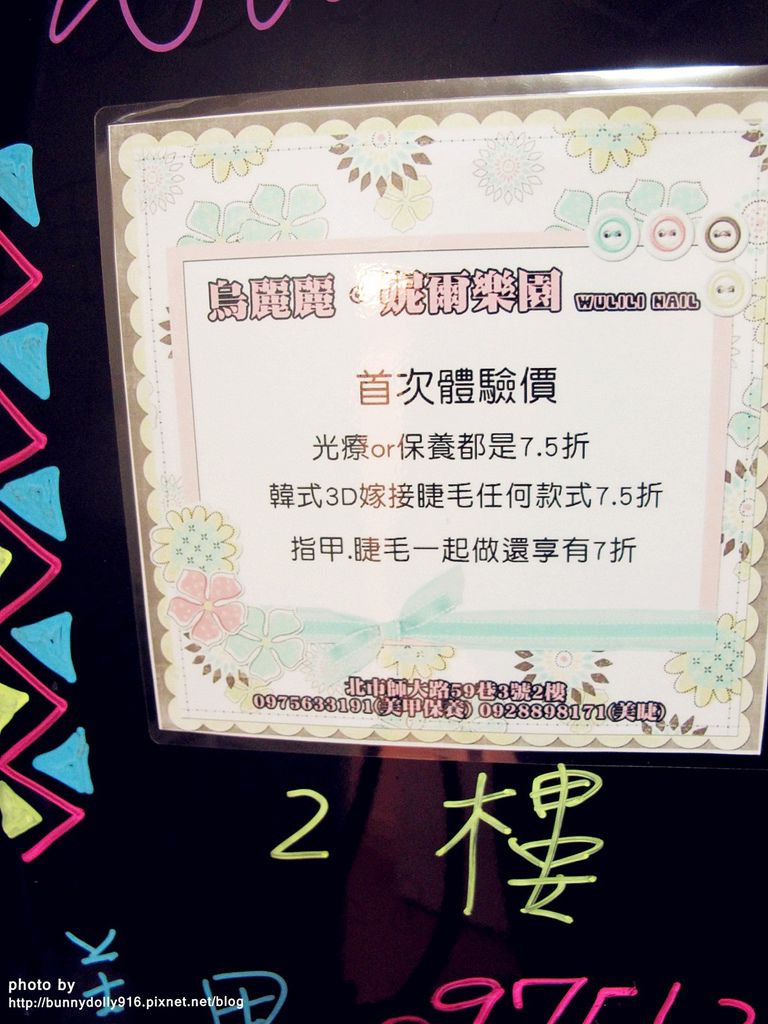 烏麗麗・妮爾樂園 WULILI NAIL
首次體驗價
光療or保養都是7.5折
韓式3D嫁接睫毛任何款式7.5折
指甲.睫毛一起做還享有7折
北市師大路59巷3號2樓
0975633191(美甲保養) 0928898171(美睫)
2 樓
美 甲 09756
photo by
http://bunnydolly916.pixnet.net/blog